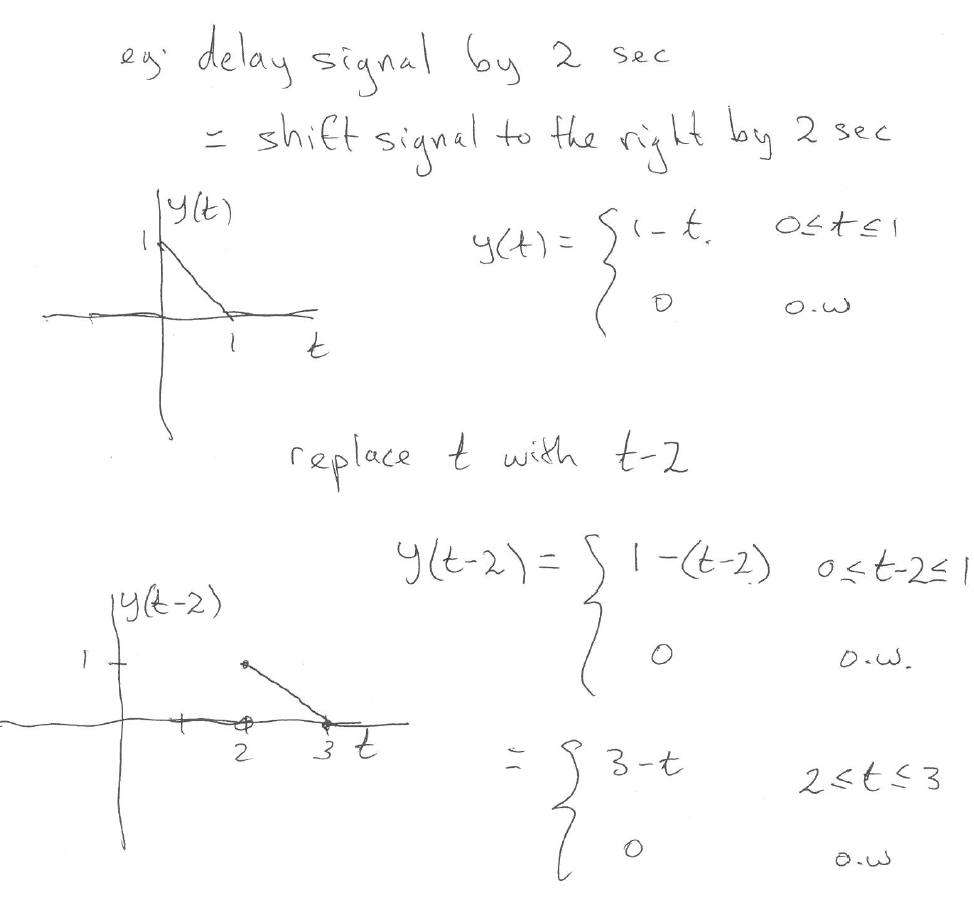 eg. delay signal by 2 sec
= shift signal to the right by 2 sec
y(t)
1
1 t
y(t) = { 1-t. 0≤t≤1
0 o.w
replace t with t-2
y(t-2) = { 1-(t-2) 0≤t-2≤1
0 o.w.
y(t-2)
1
2 3 t
= { 3-t 2≤t≤3
0 o.w